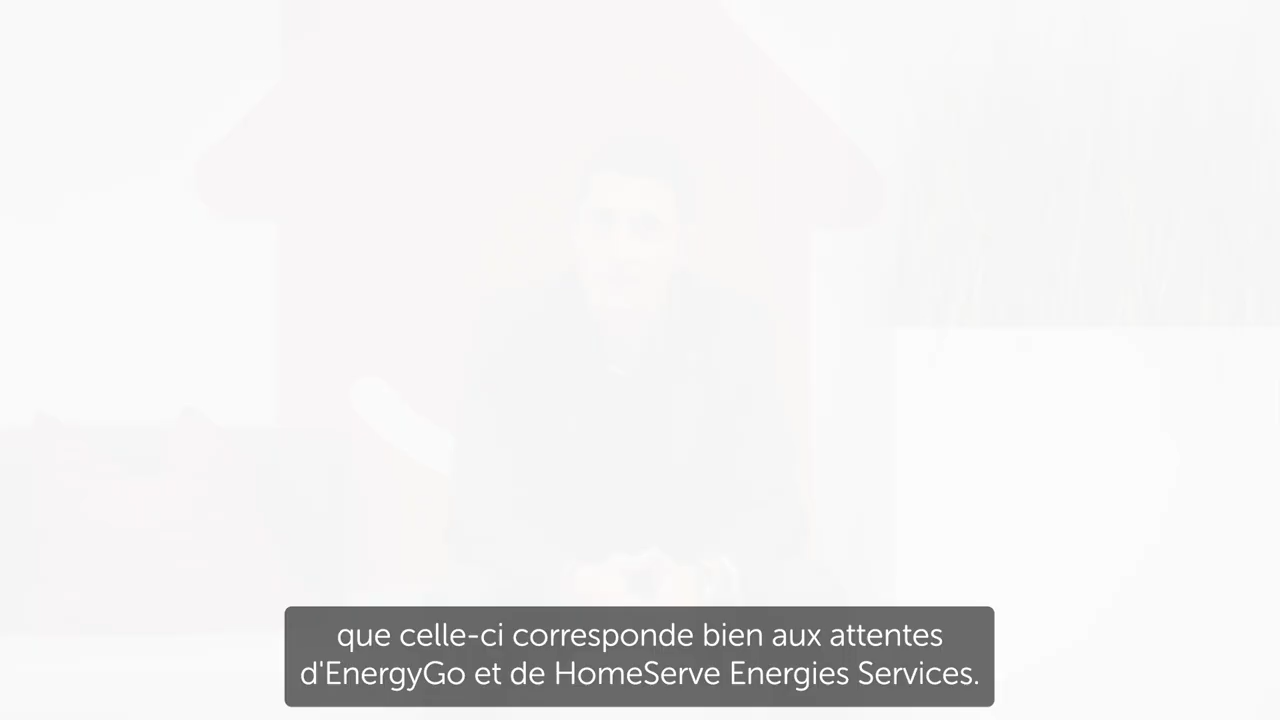 que celle-ci corresponde bien aux attentes
d'EnergyGo et de HomeServe Energies Services.